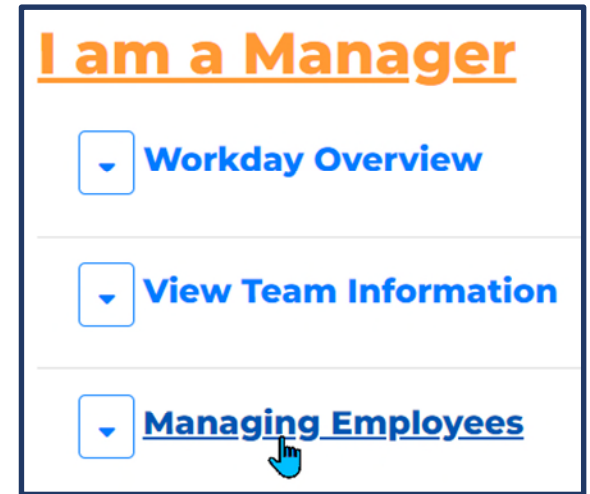 I am a Manager
Workday Overview
View Team Information
Managing Employees